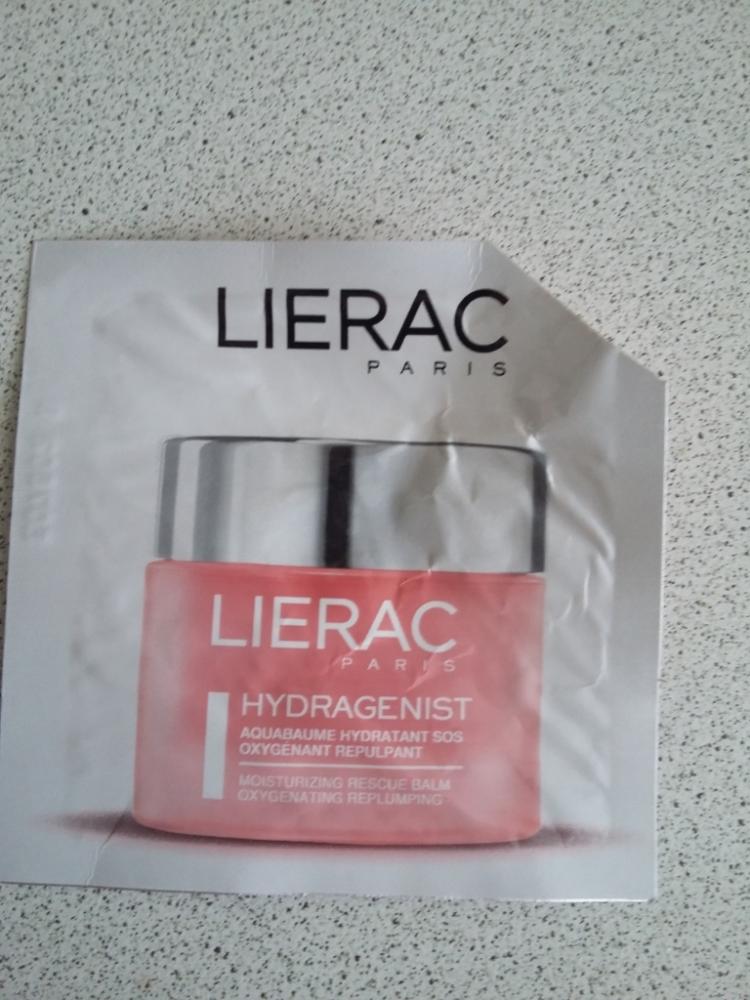 LIERAC
PARIS
LIERAC
PARIS
HYDRAGENIST
AQUABAUME HYDRATANT SOS
OXYGÉNANT REPULPANT
MOISTURIZING RESCUE BALM
OXYGENATING REPLUMPING